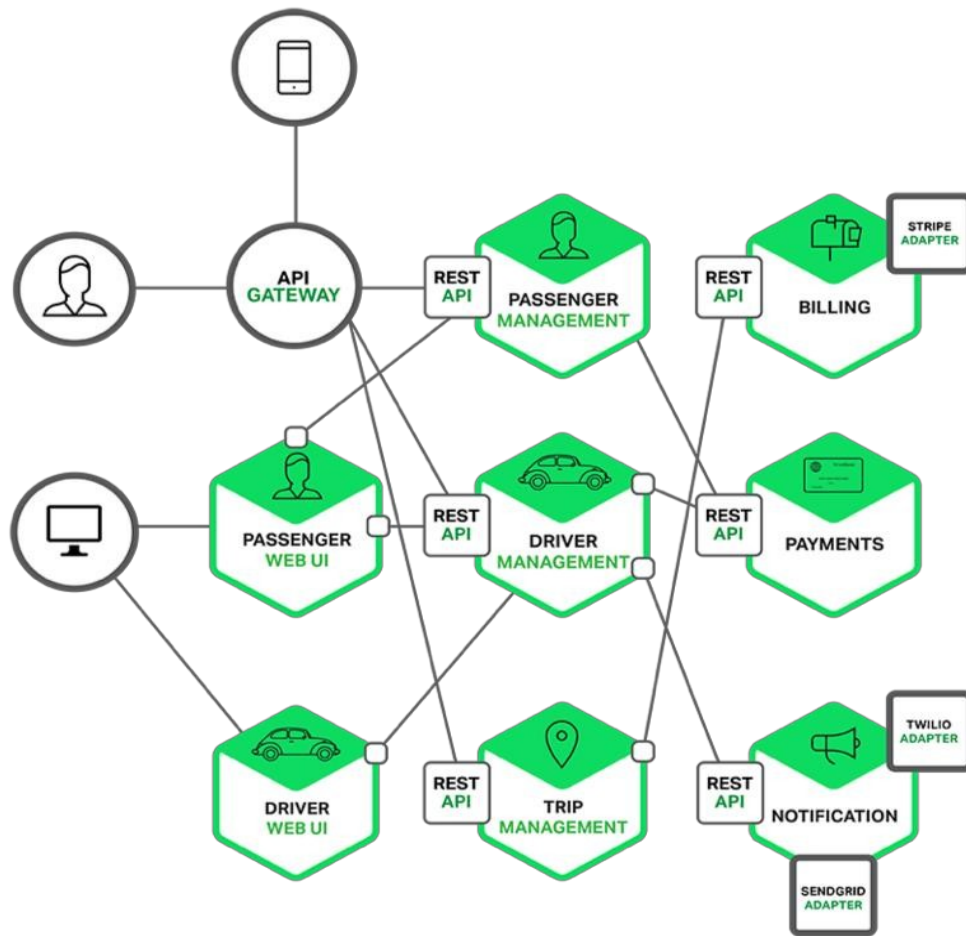 API
GATEWAY
REST
API
PASSENGER
MANAGEMENT
REST
API
BILLING
STRIPE
ADAPTER
PASSENGER
WEB UI
REST
API
DRIVER
MANAGEMENT
REST
API
PAYMENTS
DRIVER
WEB UI
REST
API
TRIP
MANAGEMENT
REST
API
NOTIFICATION
TWILIO
ADAPTER
SENDGRID
ADAPTER